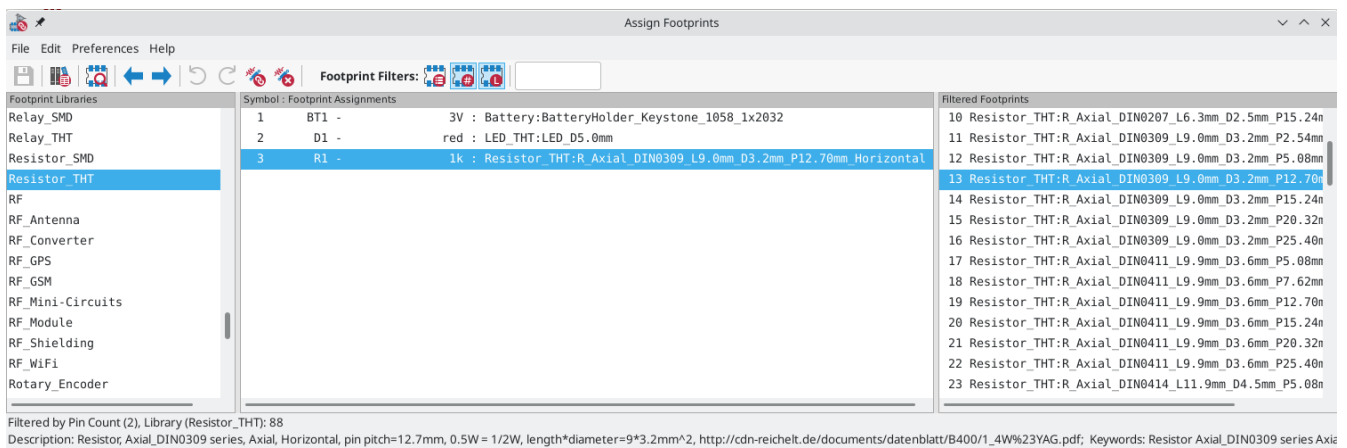 Assign Footprints
File Edit Preferences Help
Footprint Filters:
Footprint Libraries
Relay_SMD
Relay_THT
Resistor_SMD
Resistor_THT
RF
RF_Antenna
RF_Converter
RF_GPS
RF_GSM
RF_Mini-Circuits
RF_Module
RF_Shielding
RF_WiFi
Rotary_Encoder
Symbol : Footprint Assignments
1 BT1 - 3V : Battery:BatteryHolder_Keystone_1058_1x2032
2 D1 - red : LED_THT:LED_D5.0mm
3 R1 - 1k : Resistor_THT:R_Axial_DIN0309_L9.0mm_D3.2mm_P12.70mm_Horizontal
Filtered Footprints
10 Resistor_THT:R_Axial_DIN0207_L6.3mm_D2.5mm_P15.24m
11 Resistor_THT:R_Axial_DIN0309_L9.0mm_D3.2mm_P2.54mm
12 Resistor_THT:R_Axial_DIN0309_L9.0mm_D3.2mm_P5.08mm
13 Resistor_THT:R_Axial_DIN0309_L9.0mm_D3.2mm_P12.70m
14 Resistor_THT:R_Axial_DIN0309_L9.0mm_D3.2mm_P15.24m
15 Resistor_THT:R_Axial_DIN0309_L9.0mm_D3.2mm_P20.32m
16 Resistor_THT:R_Axial_DIN0309_L9.0mm_D3.2mm_P25.40m
17 Resistor_THT:R_Axial_DIN0411_L9.9mm_D3.6mm_P5.08mm
18 Resistor_THT:R_Axial_DIN0411_L9.9mm_D3.6mm_P7.62mm
19 Resistor_THT:R_Axial_DIN0411_L9.9mm_D3.6mm_P12.70m
20 Resistor_THT:R_Axial_DIN0411_L9.9mm_D3.6mm_P15.24m
21 Resistor_THT:R_Axial_DIN0411_L9.9mm_D3.6mm_P20.32m
22 Resistor_THT:R_Axial_DIN0411_L9.9mm_D3.6mm_P25.40m
23 Resistor_THT:R_Axial_DIN0414_L11.9mm_D4.5mm_P5.08m
Filtered by Pin Count (2), Library (Resistor_THT): 88
Description: Resistor, Axial_DIN0309 series, Axial, Horizontal, pin pitch=12.7mm, 0.5W = 1/2W, length*diameter=9*3.2mm^2, http://cdn-reichelt.de/documents/datenblatt/B400/1_4W%23YAG.pdf; Keywords: Resistor Axial_DIN0309 series Axia